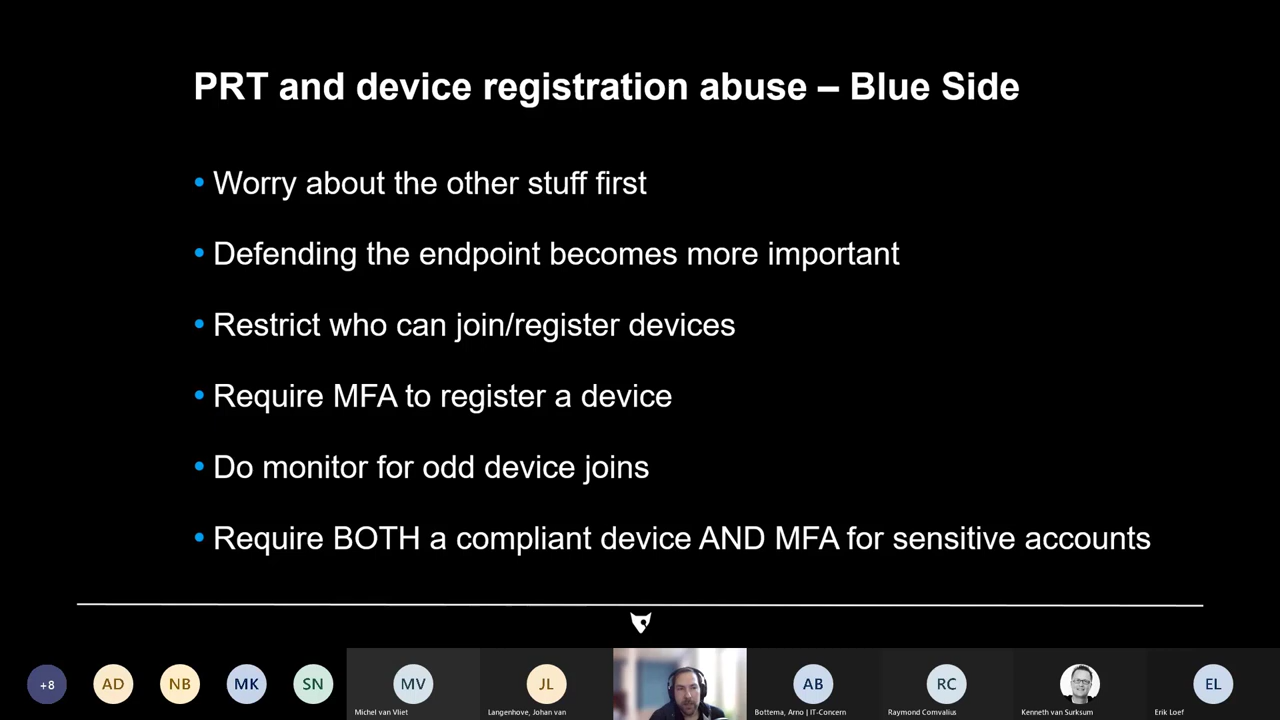 PRT and device registration abuse – Blue Side
• Worry about the other stuff first
• Defending the endpoint becomes more important
• Restrict who can join/register devices
• Require MFA to register a device
• Do monitor for odd device joins
• Require BOTH a compliant device AND MFA for sensitive accounts
+8
AD
NB
MK
SN
MV
JL
AB
RC
EL
Michel van Vliet
Langenhove, Johan van
Bottema, Arno | IT-Concern
Raymond Comvalius
Kenneth van Surksum
Erik Loef